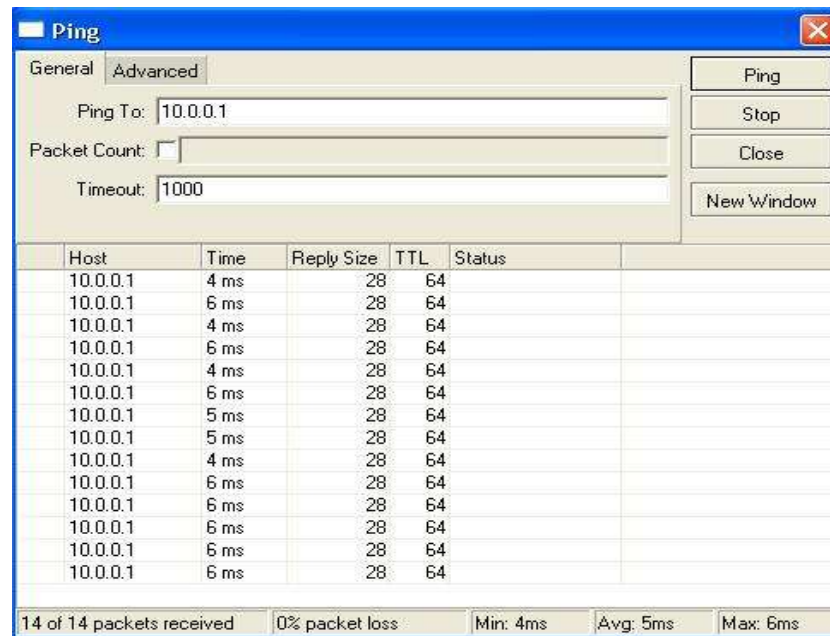 Ping
General Advanced
Ping
Ping To: 10.0.0.1
Stop
Packet Count:
Close
Timeout: 1000
New Window
Host Time Reply Size TTL Status
10.0.0.1 4 ms 28 64
10.0.0.1 6 ms 28 64
10.0.0.1 4 ms 28 64
10.0.0.1 6 ms 28 64
10.0.0.1 4 ms 28 64
10.0.0.1 6 ms 28 64
10.0.0.1 5 ms 28 64
10.0.0.1 5 ms 28 64
10.0.0.1 4 ms 28 64
10.0.0.1 6 ms 28 64
10.0.0.1 6 ms 28 64
10.0.0.1 6 ms 28 64
10.0.0.1 6 ms 28 64
10.0.0.1 6 ms 28 64
14 of 14 packets received 0% packet loss Min: 4ms Avg: 5ms Max: 6ms